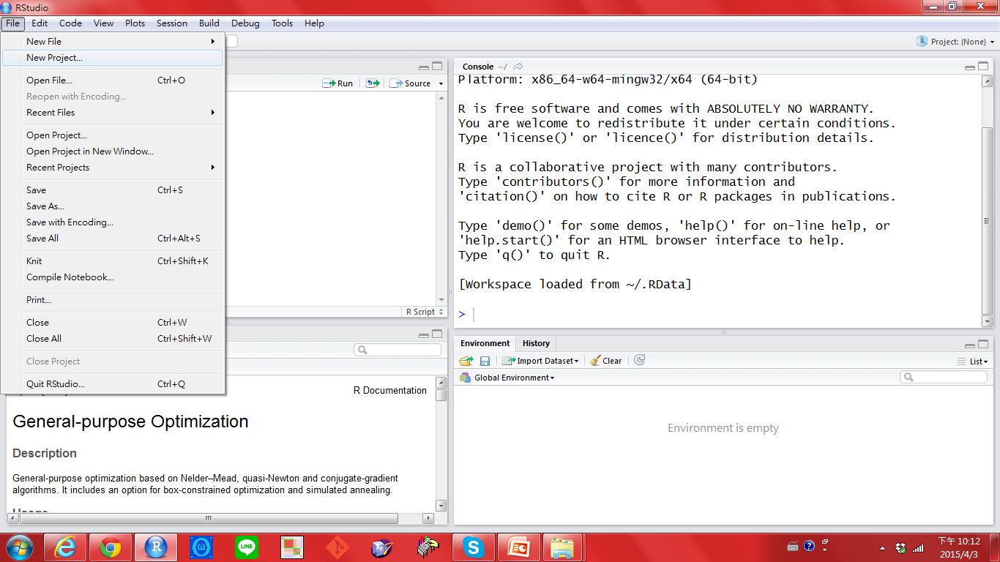 RStudio
File Edit Code View Plots Session Build Debug Tools Help
Project: (None)
New File
New Project...
Open File... Ctrl+O
Reopen with Encoding...
Recent Files
Open Project...
Open Project in New Window...
Recent Projects
Save Ctrl+S
Save As...
Save with Encoding...
Save All Ctrl+Alt+S
Knit Ctrl+Shift+K
Compile Notebook...
Print...
Close Ctrl+W
Close All Ctrl+Shift+W
Close Project
Quit RStudio... Ctrl+Q
Run Source
R Script
R Documentation
General-purpose Optimization
Description
General-purpose optimization based on Nelder–Mead, quasi-Newton and conjugate-gradient
algorithms. It includes an option for box-constrained optimization and simulated annealing.
Usage
Console ~/
Platform: x86_64-w64-mingw32/x64 (64-bit)
R is free software and comes with ABSOLUTELY NO WARRANTY.
You are welcome to redistribute it under certain conditions.
Type 'license()' or 'licence()' for distribution details.
R is a collaborative project with many contributors.
Type 'contributors()' for more information and
'citation()' on how to cite R or R packages in publications.
Type 'demo()' for some demos, 'help()' for on-line help, or
'help.start()' for an HTML browser interface to help.
Type 'q()' to quit R.
[Workspace loaded from ~/.RData]
>
Environment History
Import Dataset Clear List
Global Environment
Environment is empty
LINE
下午 10:12
2015/4/3